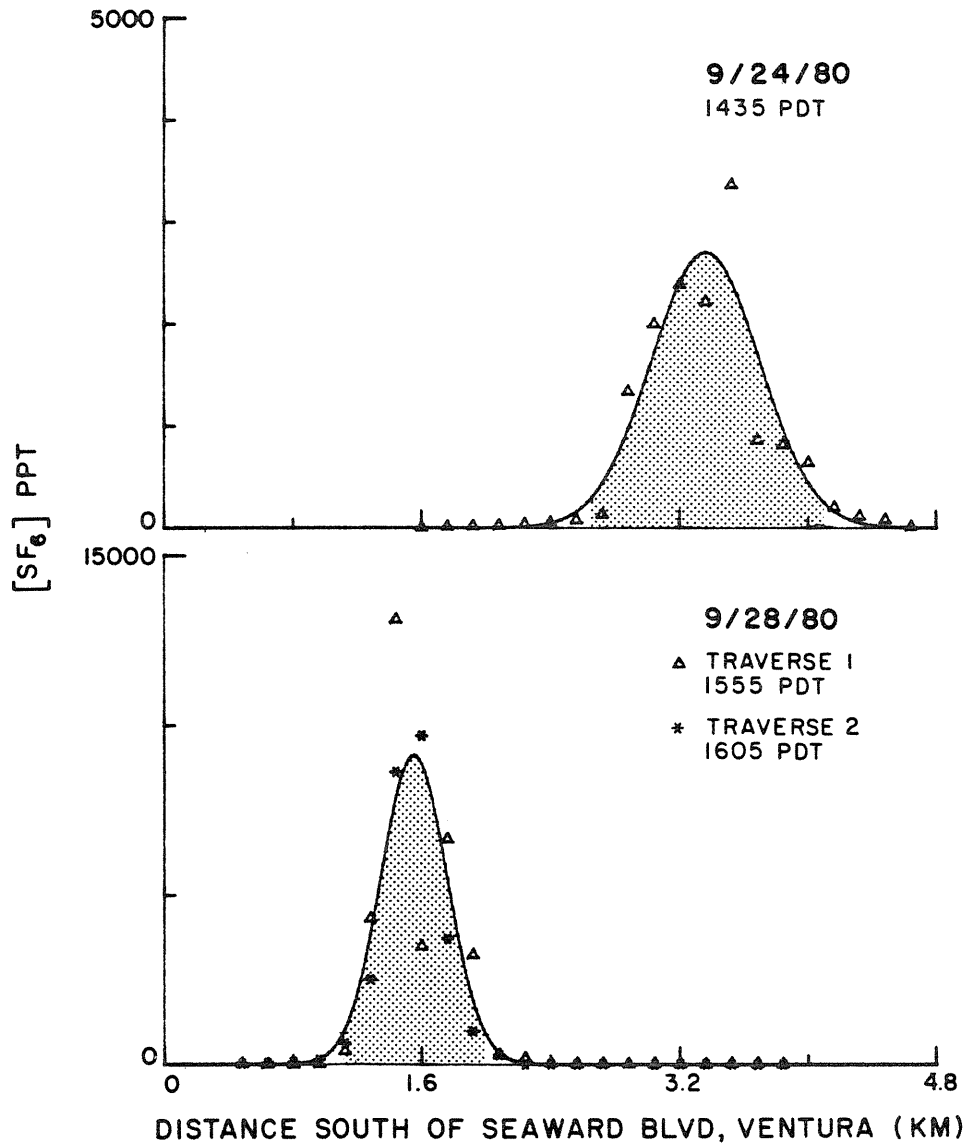 5000
9/24/80
1435 PDT
0
[SF₆] PPT
15000
9/28/80
△ TRAVERSE 1
1555 PDT
* TRAVERSE 2
1605 PDT
0
0 1.6 3.2 4.8
DISTANCE SOUTH OF SEAWARD BLVD, VENTURA (KM)